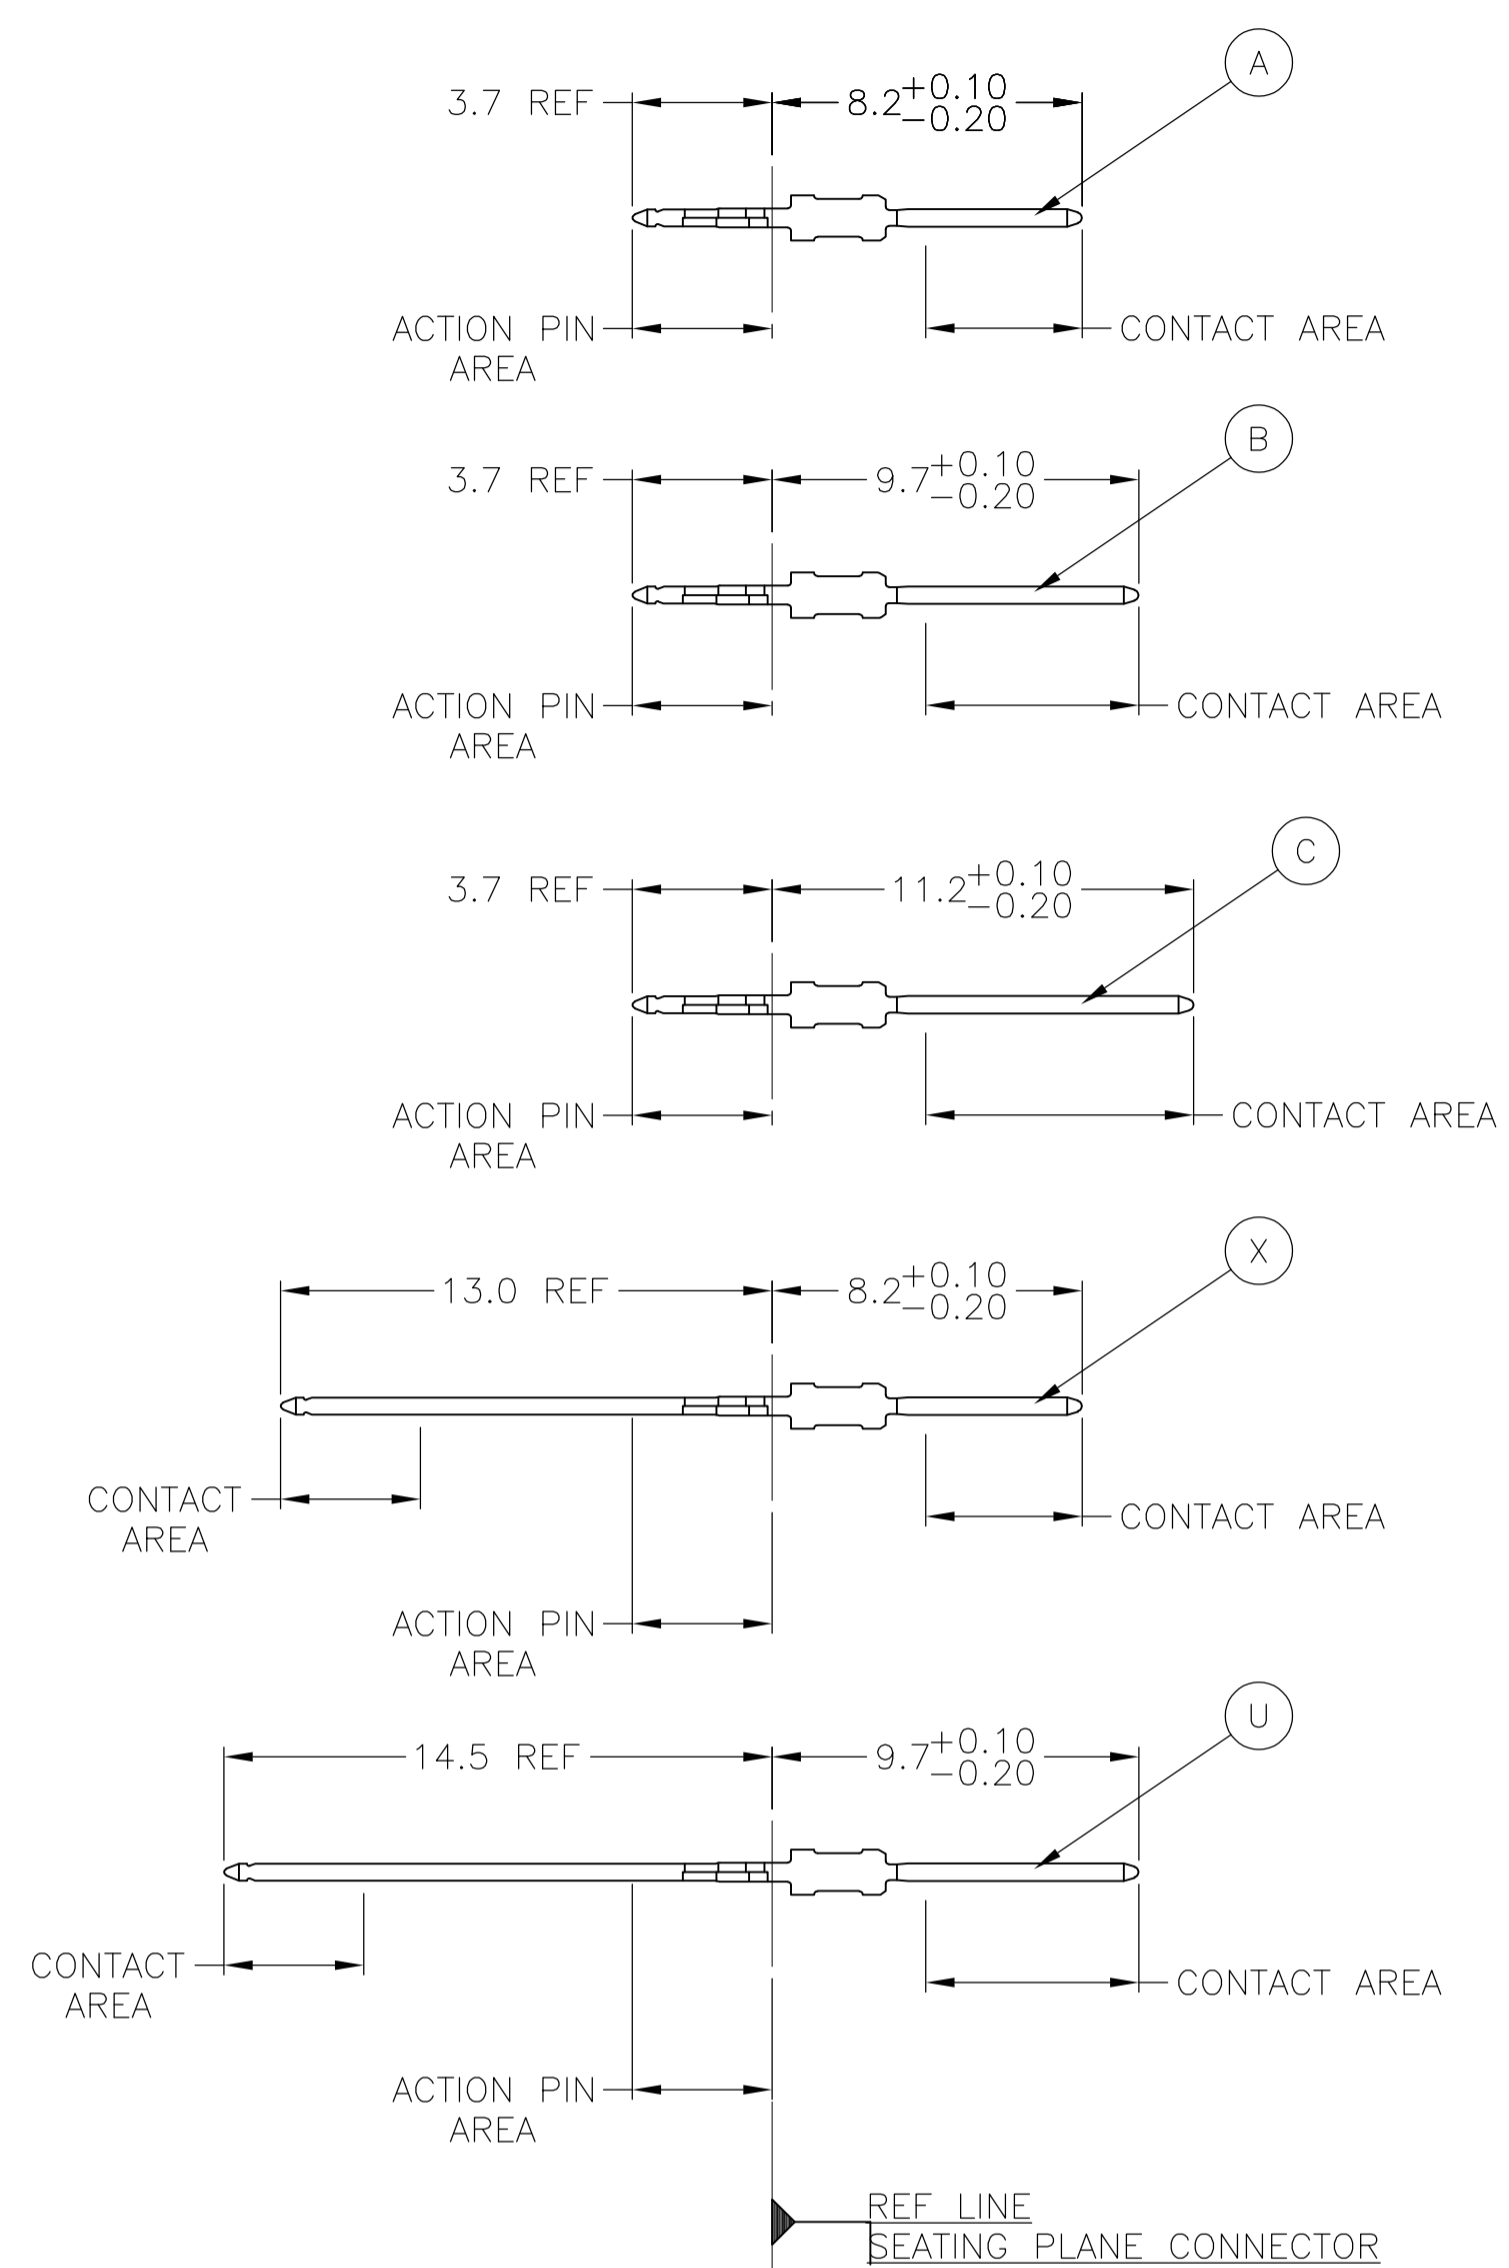 A
3.7 REF
8.2 +0.10 -0.20
ACTION PIN
AREA
CONTACT AREA
B
3.7 REF
9.7 +0.10 -0.20
ACTION PIN
AREA
CONTACT AREA
C
3.7 REF
11.2 +0.10 -0.20
ACTION PIN
AREA
CONTACT AREA
X
13.0 REF
8.2 +0.10 -0.20
CONTACT
AREA
CONTACT AREA
ACTION PIN
AREA
U
14.5 REF
9.7 +0.10 -0.20
CONTACT
AREA
CONTACT AREA
ACTION PIN
AREA
REF LINE
SEATING PLANE CONNECTOR